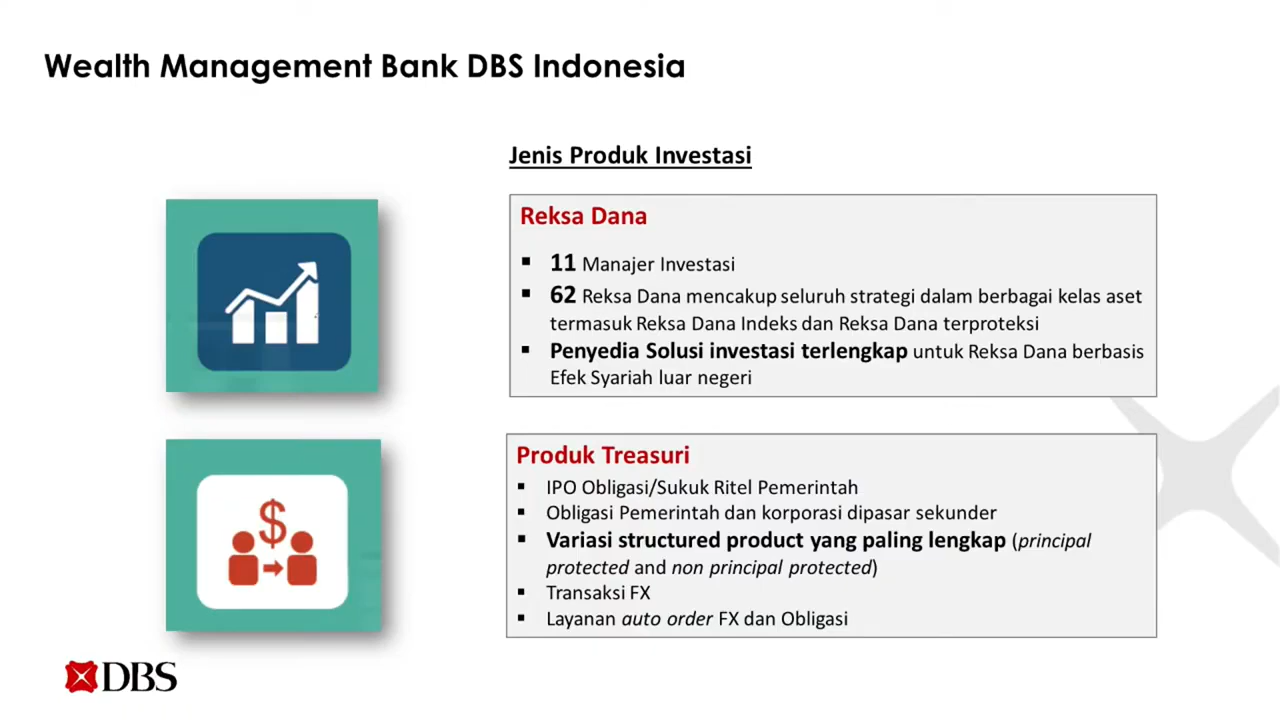 Wealth Management Bank DBS Indonesia
Jenis Produk Investasi
Reksa Dana
▪ 11 Manajer Investasi
▪ 62 Reksa Dana mencakup seluruh strategi dalam berbagai kelas aset
termasuk Reksa Dana Indeks dan Reksa Dana terproteksi
▪ Penyedia Solusi investasi terlengkap untuk Reksa Dana berbasis
Efek Syariah luar negeri
Produk Treasuri
▪ IPO Obligasi/Sukuk Ritel Pemerintah
▪ Obligasi Pemerintah dan korporasi dipasar sekunder
▪ Variasi structured product yang paling lengkap (principal
protected and non principal protected)
▪ Transaksi FX
▪ Layanan auto order FX dan Obligasi
$
DBS